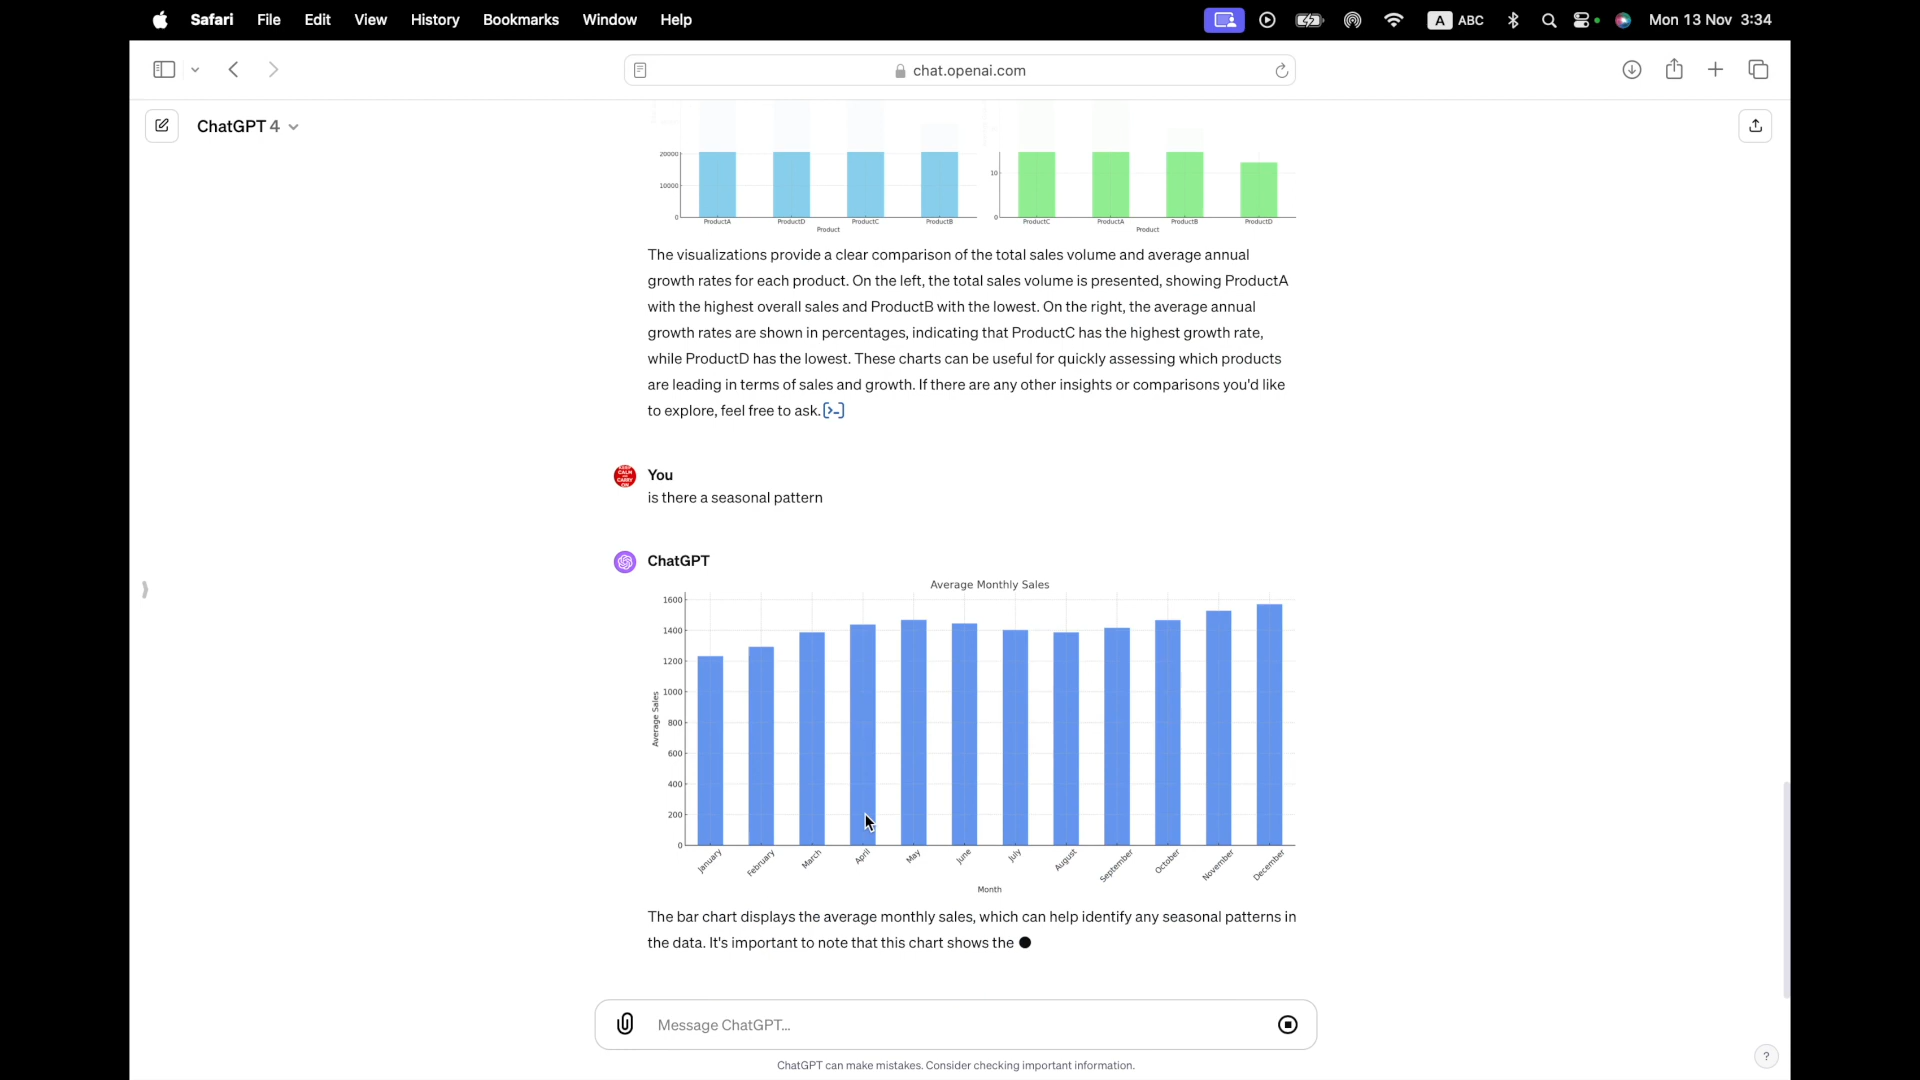 Safari File Edit View History Bookmarks Window Help A ABC Mon 13 Nov 3:34
chat.openai.com
ChatGPT 4
20000
10000
0
ProductA ProductD ProductC ProductB
Product
10
0
ProductC ProductA ProductB ProductD
Product
The visualizations provide a clear comparison of the total sales volume and average annual
growth rates for each product. On the left, the total sales volume is presented, showing ProductA
with the highest overall sales and ProductB with the lowest. On the right, the average annual
growth rates are shown in percentages, indicating that ProductC has the highest growth rate,
while ProductD has the lowest. These charts can be useful for quickly assessing which products
are leading in terms of sales and growth. If there are any other insights or comparisons you'd like
to explore, feel free to ask.
KEEP
CALM
AND
CARRY
ON
You
is there a seasonal pattern
ChatGPT
Average Monthly Sales
1600
1400
1200
1000
800
600
400
200
0
Average Sales
January February March April May June July August September October November December
Month
The bar chart displays the average monthly sales, which can help identify any seasonal patterns in
the data. It's important to note that this chart shows the
Message ChatGPT...
ChatGPT can make mistakes. Consider checking important information.
?